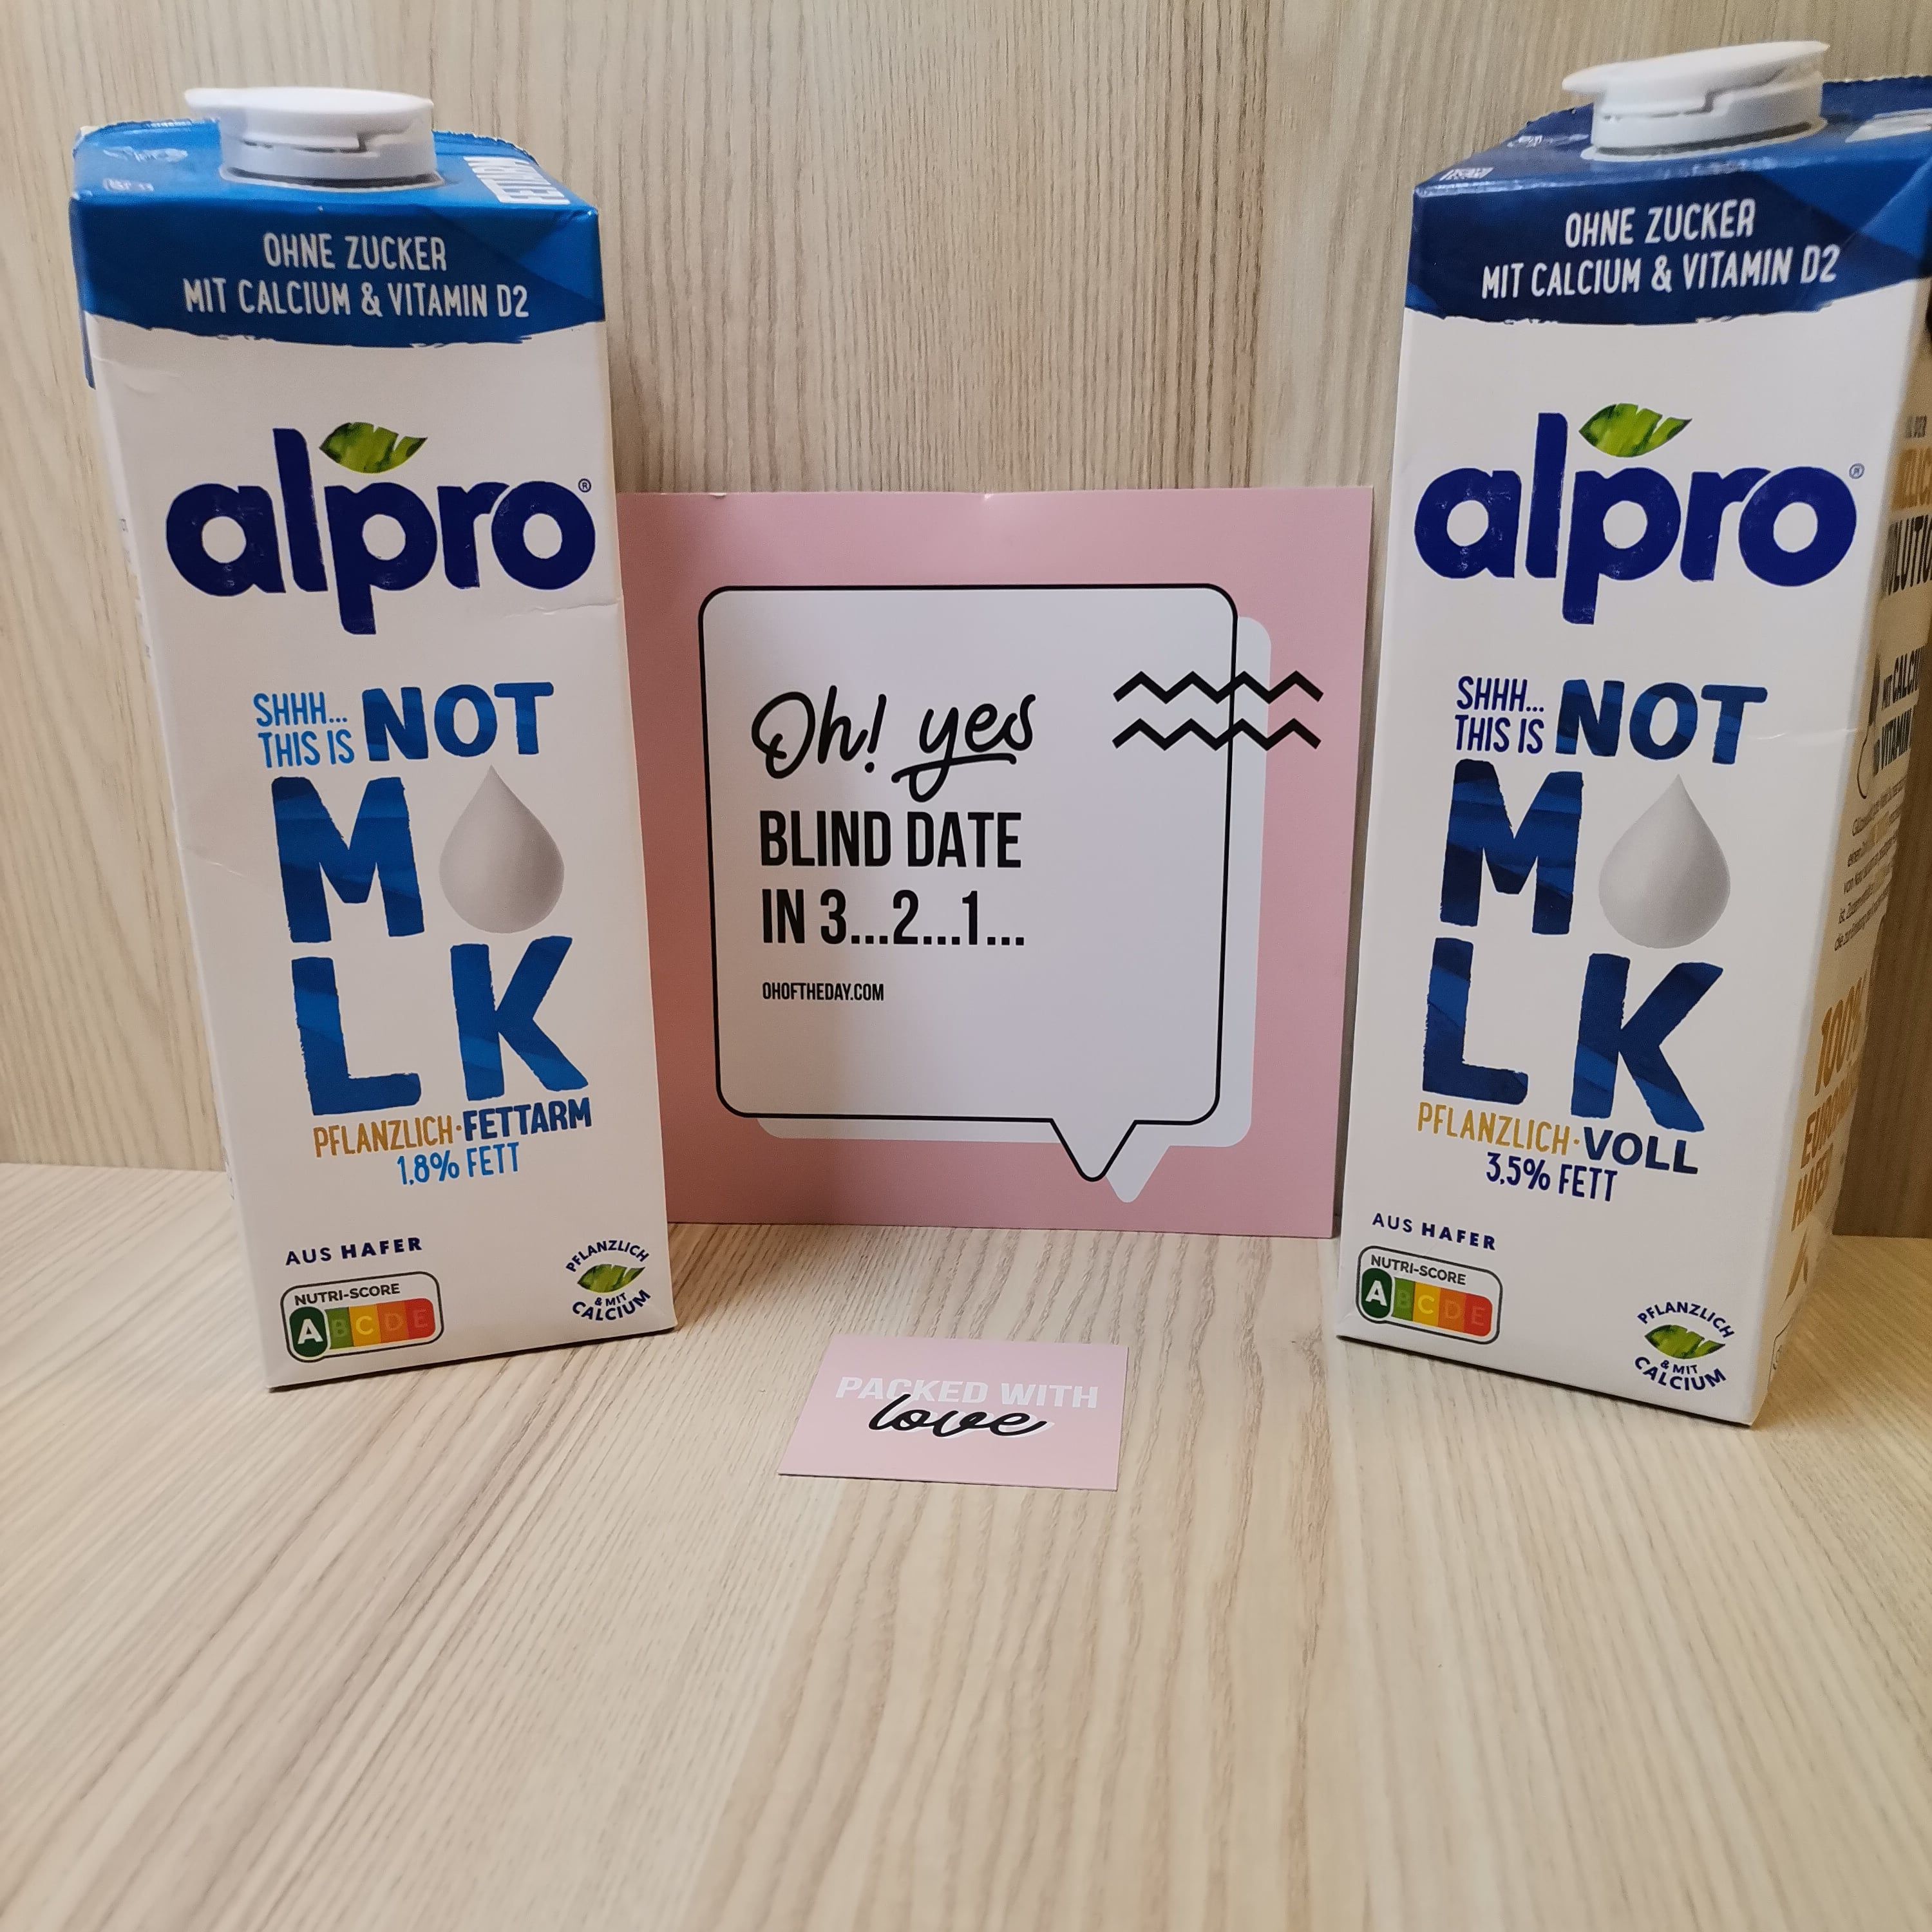 FETTARM
OHNE ZUCKER
MIT CALCIUM & VITAMIN D2
alpro®
SHHH...
THIS IS NOT
M LK
PFLANZLICH·FETTARM
1,8% FETT
AUS HAFER
NUTRI-SCORE
A B C D E
PFLANZLICH
& MIT
CALCIUM
Oh! yes
BLIND DATE
IN 3...2...1...
OHOFTHEDAY.COM
PACKED WITH
love
OHNE ZUCKER
MIT CALCIUM & VITAMIN D2
alpro®
SHHH...
THIS IS NOT
M LK
PFLANZLICH·VOLL
3,5% FETT
AUS HAFER
NUTRI-SCORE
A B C D E
PFLANZLICH
& MIT
CALCIUM
100%